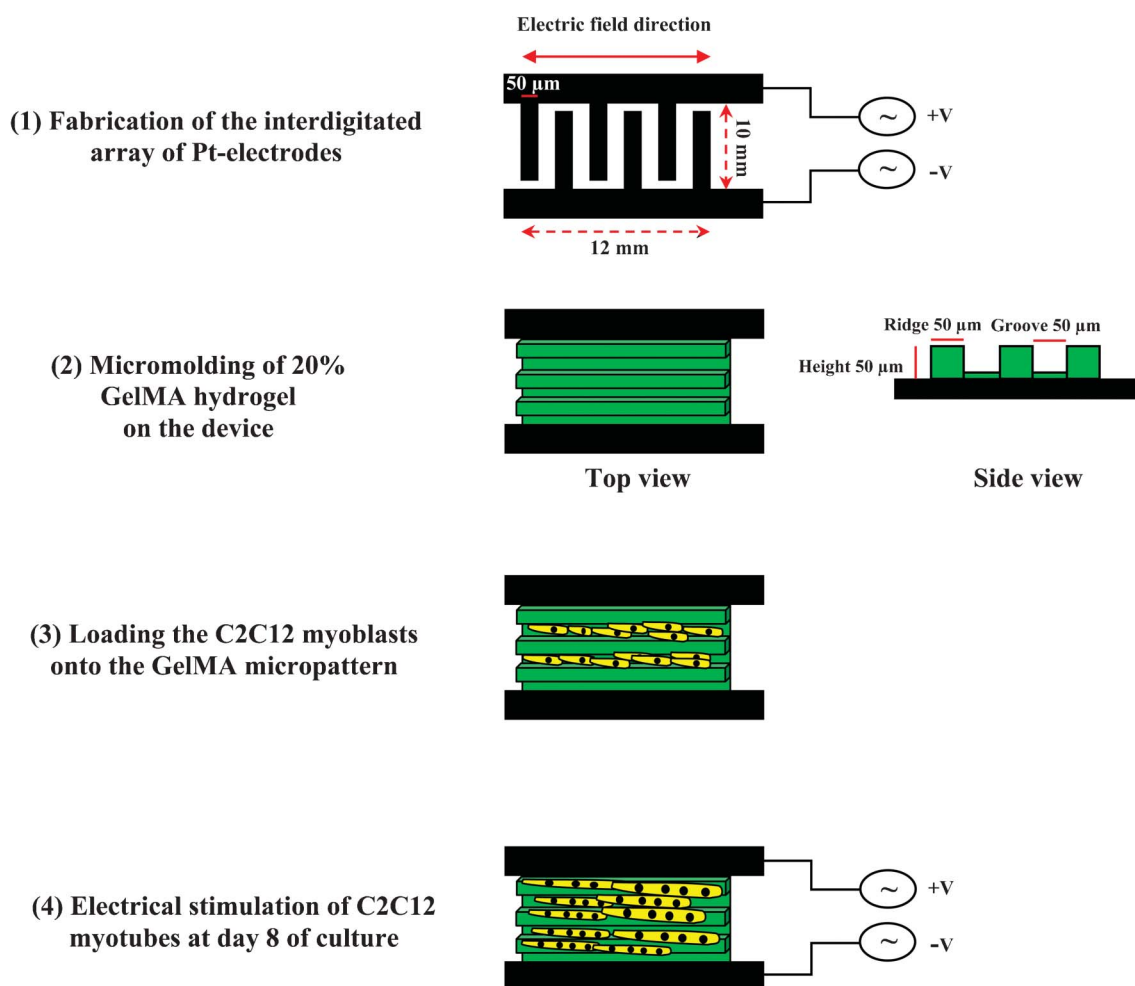 Electric field direction
50 µm
(1) Fabrication of the interdigitated
array of Pt-electrodes
10 mm
~
+V
~
-V
12 mm
(2) Micromolding of 20%
GelMA hydrogel
on the device
Ridge 50 µm
Groove 50 µm
Height 50 µm
Top view
Side view
(3) Loading the C2C12 myoblasts
onto the GelMA micropattern
(4) Electrical stimulation of C2C12
myotubes at day 8 of culture
~
+V
~
-V